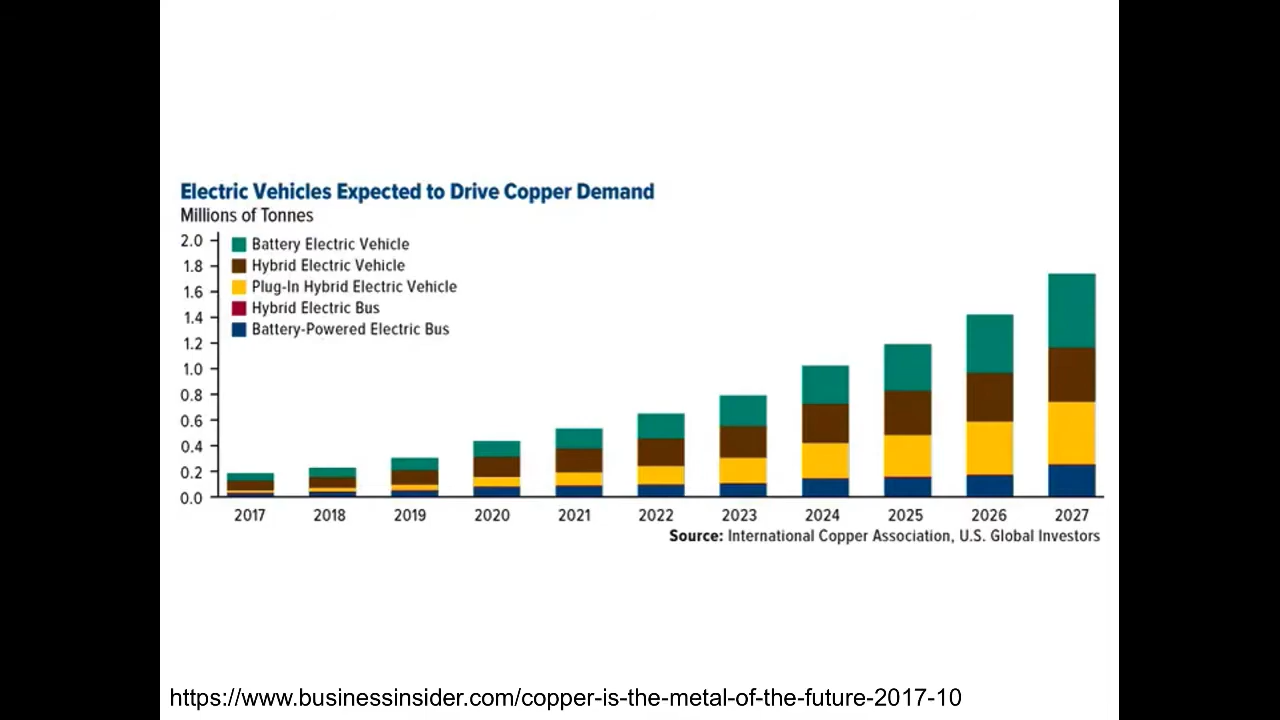 Electric Vehicles Expected to Drive Copper Demand
Millions of Tonnes
2.0
1.8
1.6
1.4
1.2
1.0
0.8
0.6
0.4
0.2
0.0
Battery Electric Vehicle
Hybrid Electric Vehicle
Plug-In Hybrid Electric Vehicle
Hybrid Electric Bus
Battery-Powered Electric Bus
2017 2018 2019 2020 2021 2022 2023 2024 2025 2026 2027
Source: International Copper Association, U.S. Global Investors
https://www.businessinsider.com/copper-is-the-metal-of-the-future-2017-10